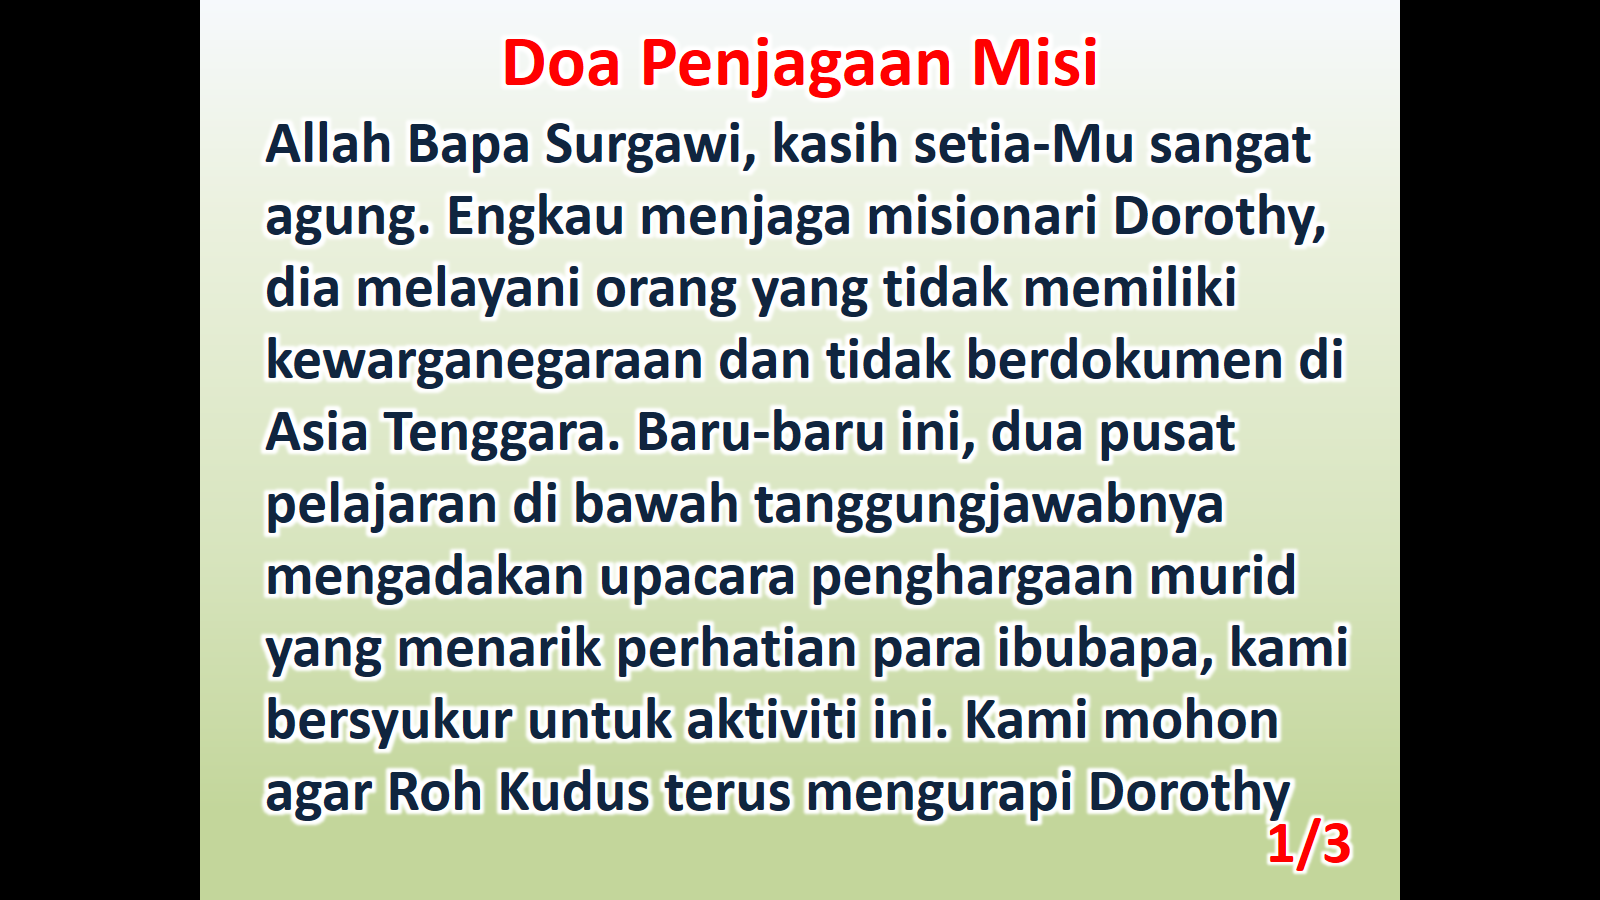 Doa Penjagaan Misi
Allah Bapa Surgawi, kasih setia-Mu sangat
agung. Engkau menjaga misionari Dorothy,
dia melayani orang yang tidak memiliki
kewarganegaraan dan tidak berdokumen di
Asia Tenggara. Baru-baru ini, dua pusat
pelajaran di bawah tanggungjawabnya
mengadakan upacara penghargaan murid
yang menarik perhatian para ibubapa, kami
bersyukur untuk aktiviti ini. Kami mohon
agar Roh Kudus terus mengurapi Dorothy
1/3